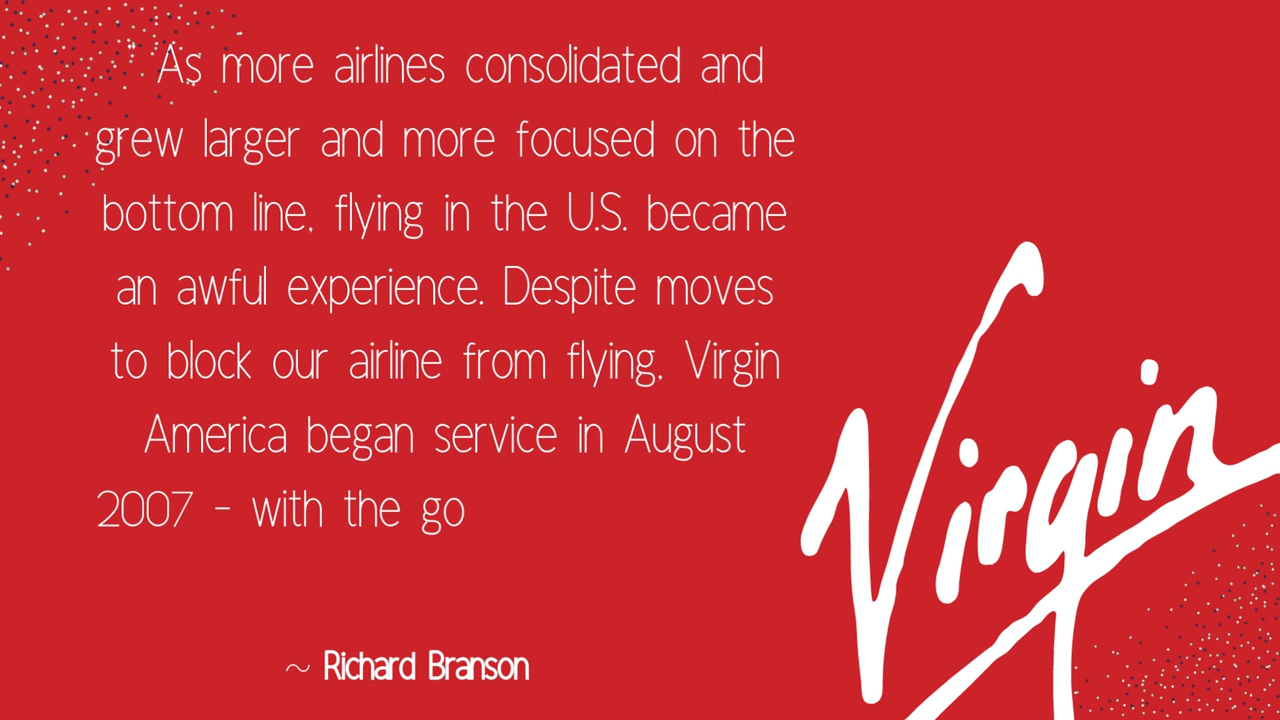 "As more airlines consolidated and
grew larger and more focused on the
bottom line, flying in the U.S. became
an awful experience. Despite moves
to block our airline from flying, Virgin
America began service in August
2007 - with the go
~ Richard Branson
Virgin